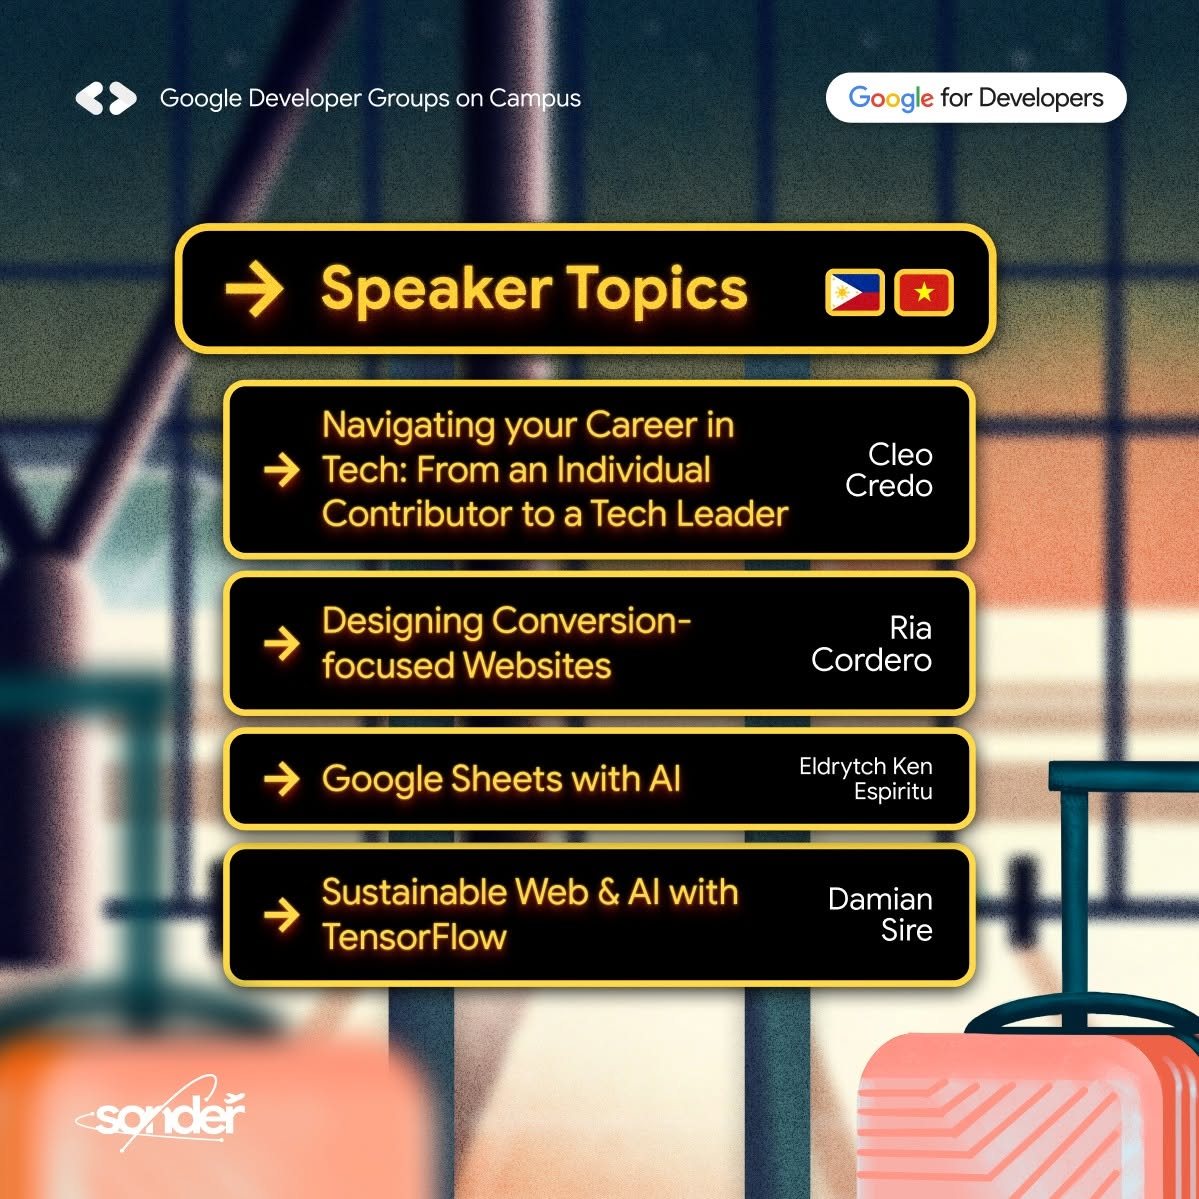 Google Developer Groups on Campus
Google for Developers
Speaker Topics
Navigating your Career in
Tech: From an Individual
Contributor to a Tech Leader
Cleo
Credo
Designing Conversion-
focused Websites
Ria
Cordero
Google Sheets with AI
Eldrytch Ken
Espiritu
Sustainable Web & AI with
TensorFlow
Damian
Sire
sonder